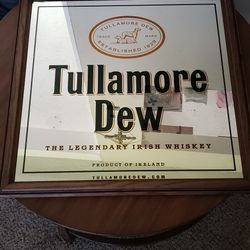 TULLAMORE DEW
TRADE MARK
ESTABLISHED 1829
Tullamore
Dew
THE LEGENDARY IRISH WHISKEY
PRODUCT OF IRELAND
TULLAMOREDEW.COM